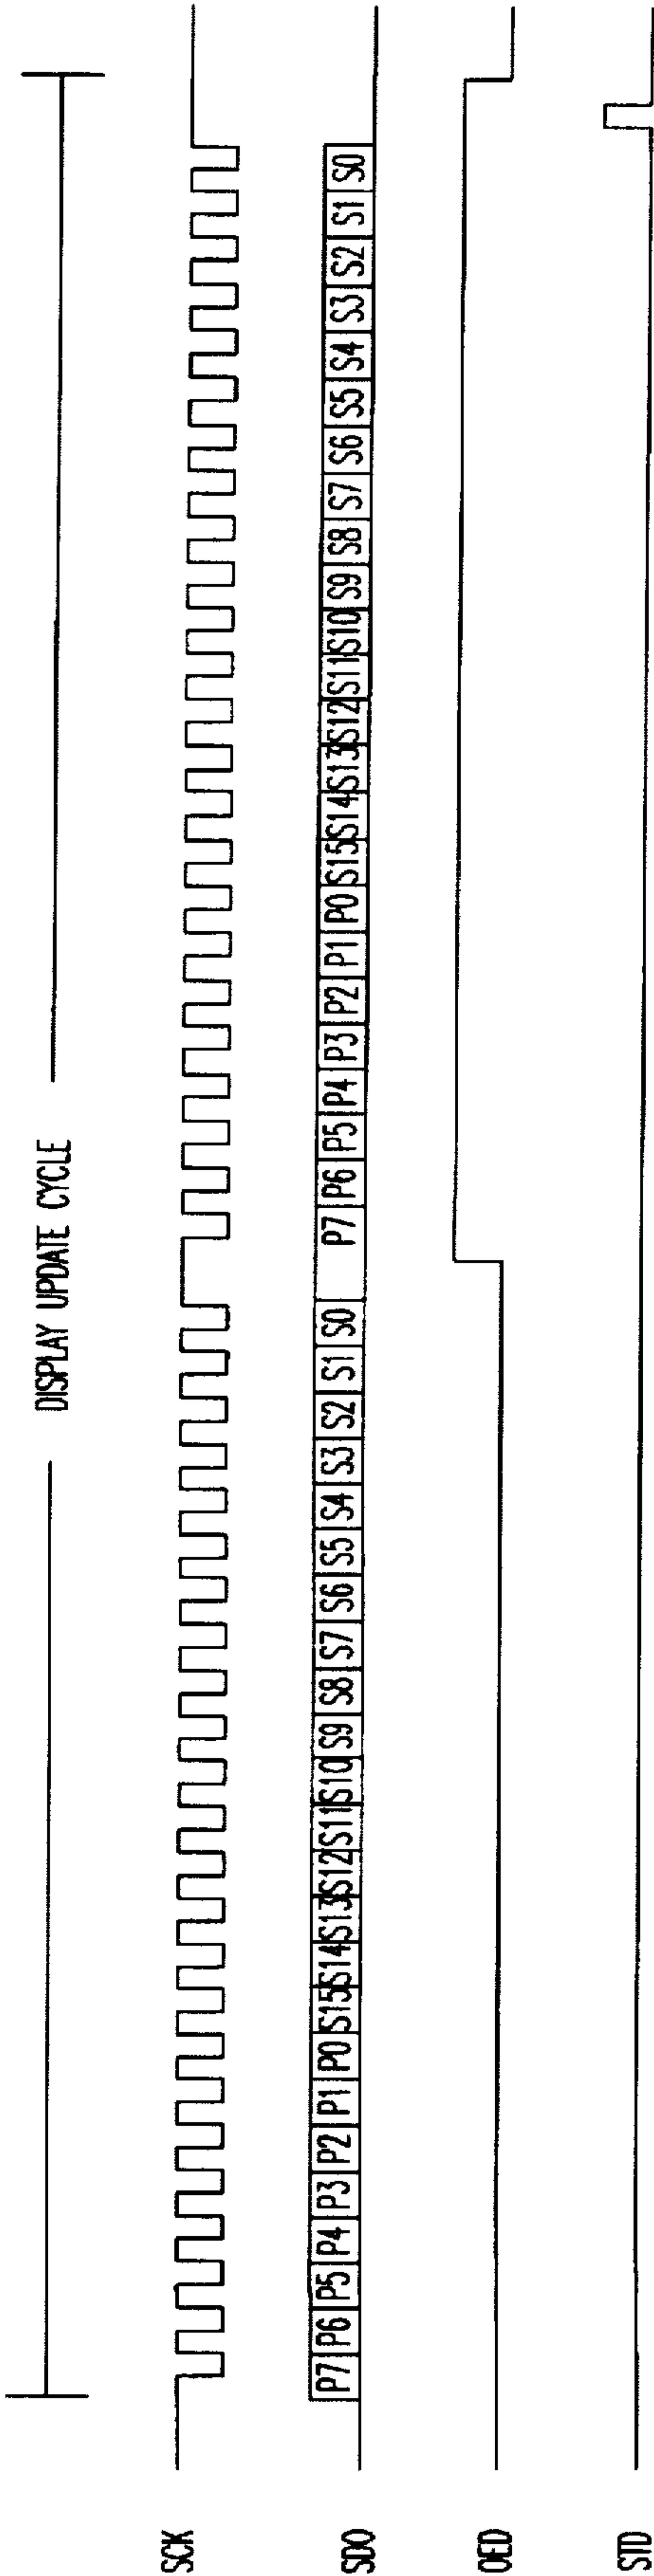 DISPLAY UPDATE CYCLE
SCK
SDO P7 P6 P5 P4 P3 P2 P1 P0 S15 S14 S13 S12 S11 S10 S9 S8 S7 S6 S5 S4 S3 S2 S1 S0 P7 P6 P5 P4 P3 P2 P1 P0 S15 S14 S13 S12 S11 S10 S9 S8 S7 S6 S5 S4 S3 S2 S1 S0
OED
STD